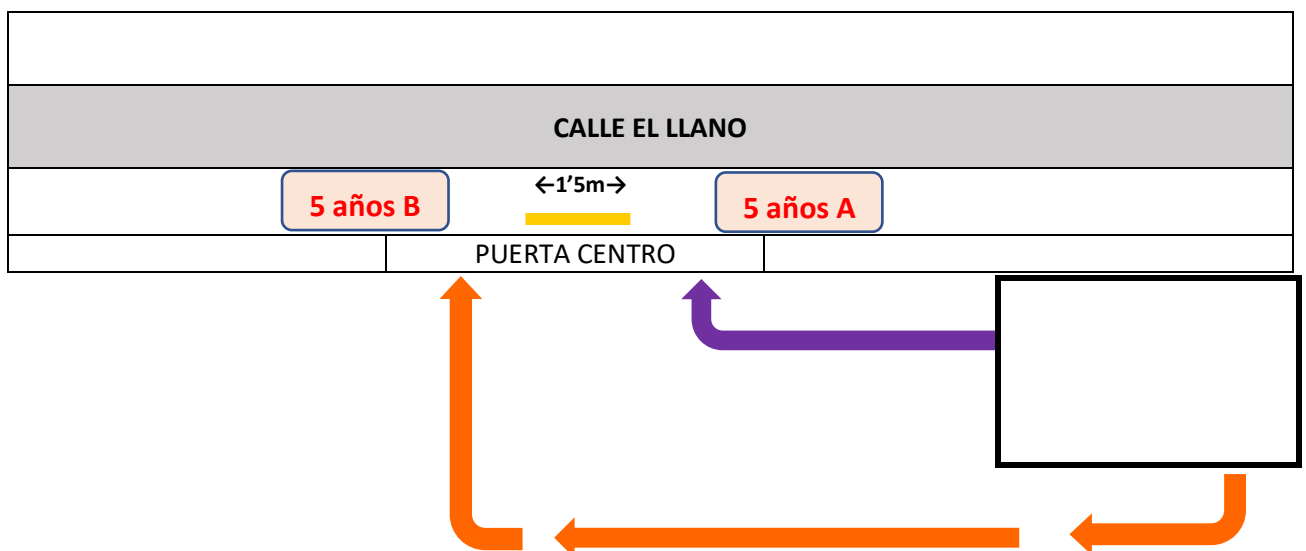 CALLE EL LLANO
5 años B
←1’5m→
5 años A
PUERTA CENTRO